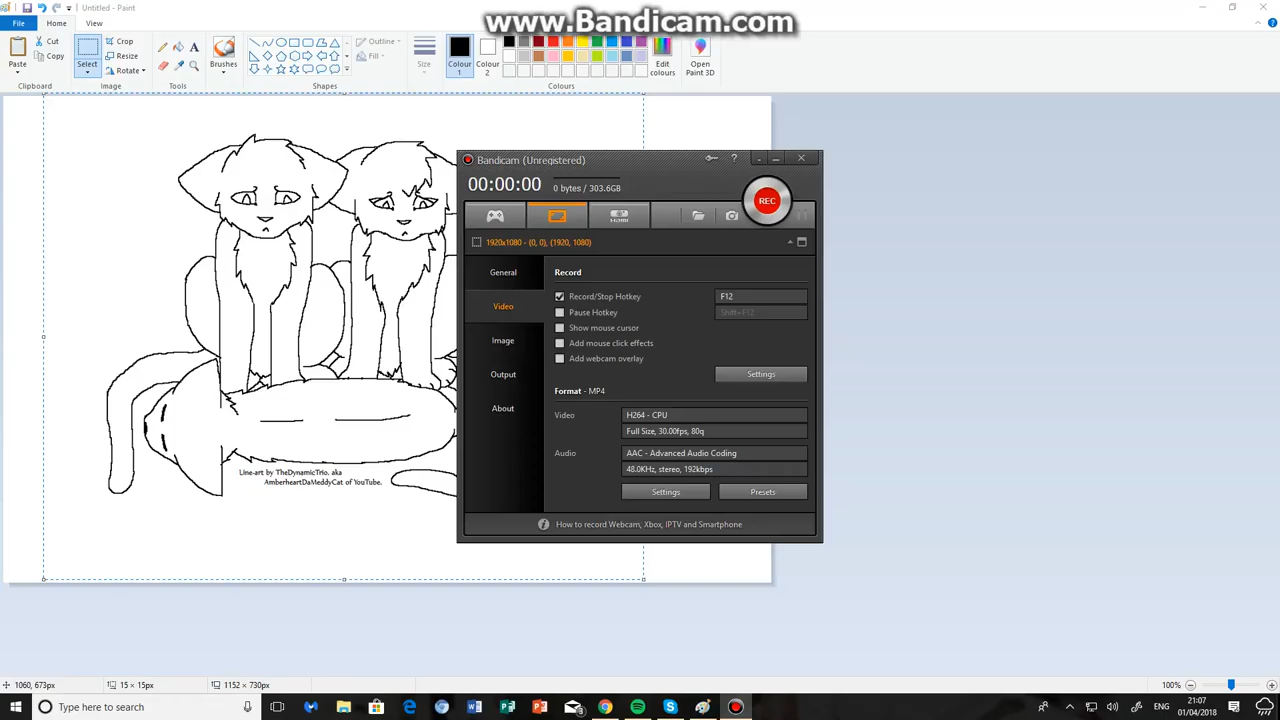 www.Bandicam.com
Untitled - Paint
File
Home
View
Paste
Cut
Copy
Clipboard
Select
Crop
Resize
Rotate
Image
A
Tools
Brushes
Shapes
Outline
Fill
Size
Colour
1
Colour
2
Colours
Edit
colours
Open
Paint 3D
Line-art by TheDynamicTrio. aka
AmberheartDaMeddyCat of YouTube.
Bandicam (Unregistered)
00:00:00
0 bytes / 303.6GB
REC
HDMI
1920x1080 - (0, 0), (1920, 1080)
General
Video
Image
Output
About
Record
Record/Stop Hotkey
F12
Pause Hotkey
Shift+F12
Show mouse cursor
Add mouse click effects
Add webcam overlay
Settings
Format - MP4
Video
H264 - CPU
Full Size, 30.00fps, 80q
Audio
AAC - Advanced Audio Coding
48.0KHz, stereo, 192kbps
Settings
Presets
How to record Webcam, Xbox, IPTV and Smartphone
1060, 673px
15 × 15px
1152 × 730px
100%
Type here to search
ENG
21:07
01/04/2018